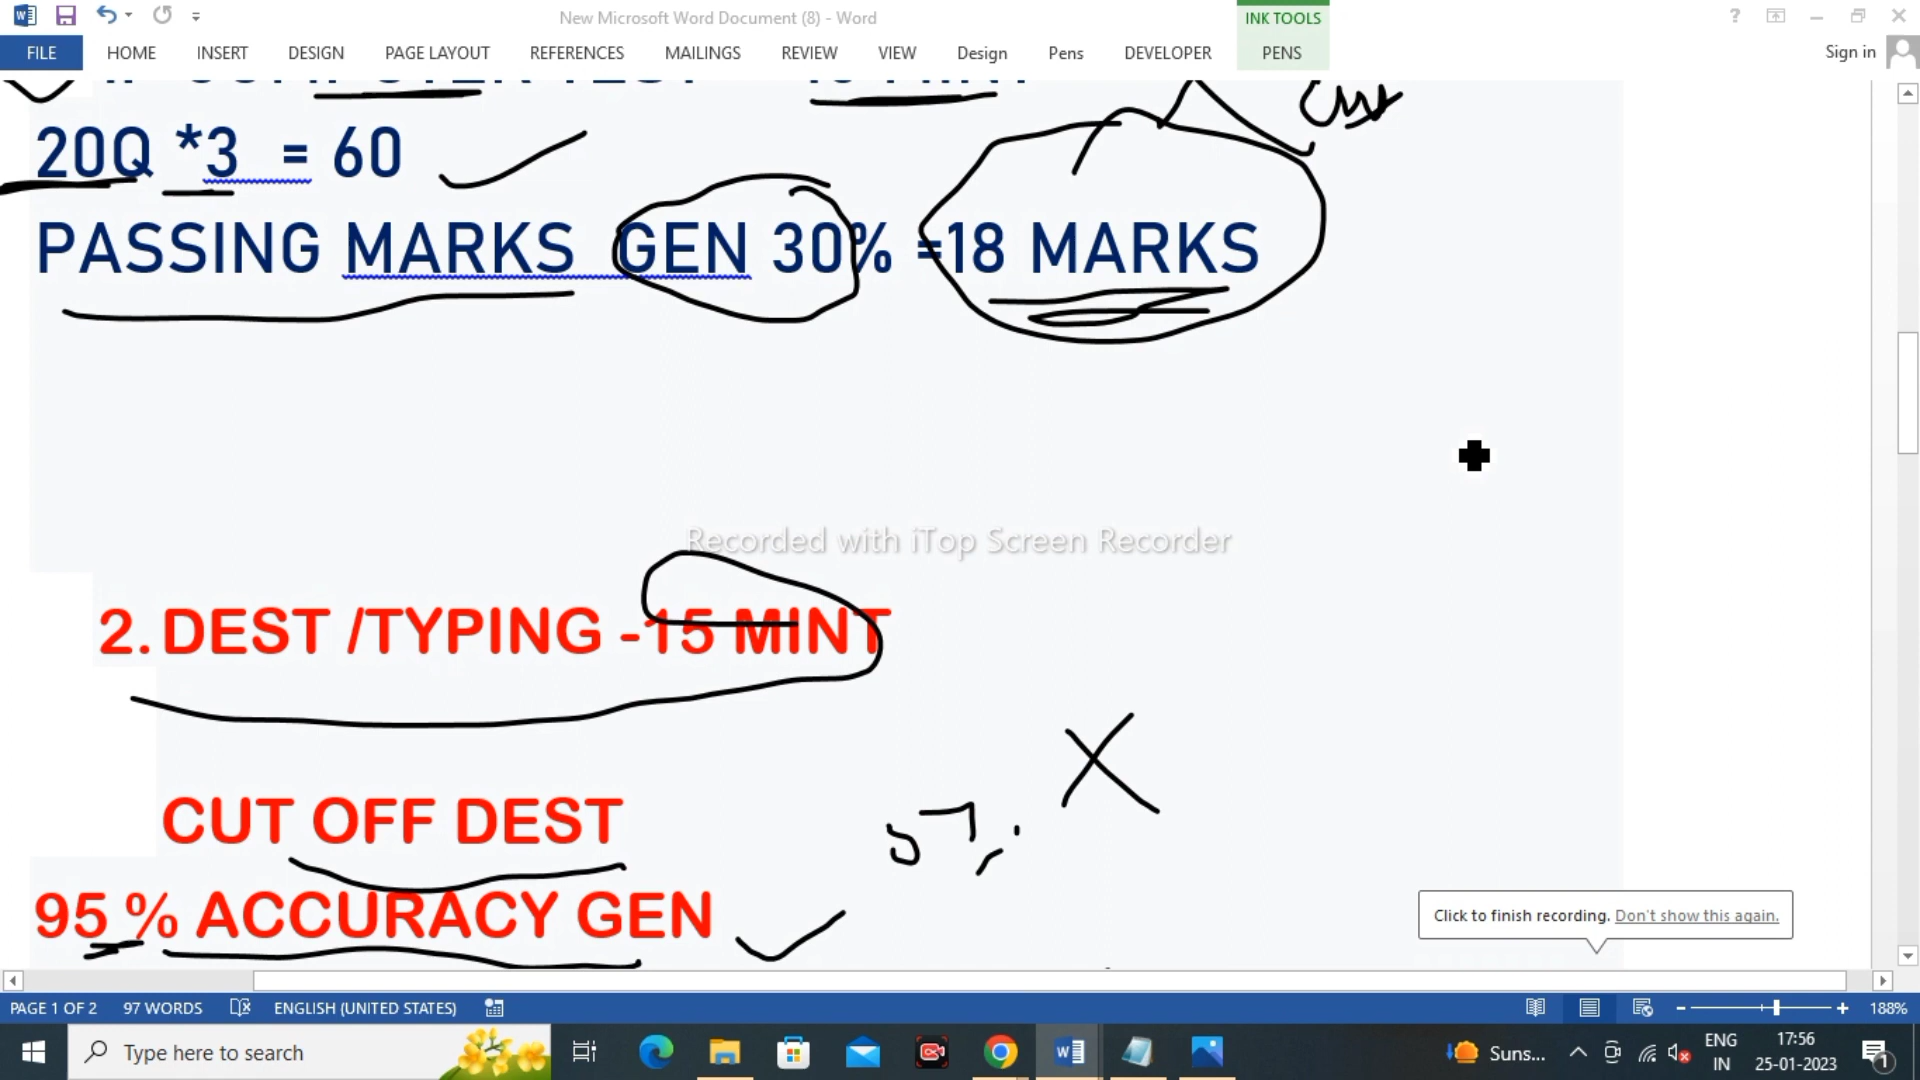 New Microsoft Word Document (8) - Word
INK TOOLS
FILE HOME INSERT DESIGN PAGE LAYOUT REFERENCES MAILINGS REVIEW VIEW Design Pens DEVELOPER PENS
Sign in
COMPUTER TEST
20Q *3 = 60
PASSING MARKS GEN 30% =18 MARKS
Recorded with iTop Screen Recorder
2. DEST /TYPING -15 MINT
CUT OFF DEST
95 % ACCURACY GEN
Click to finish recording. Don't show this again.
PAGE 1 OF 2 97 WORDS ENGLISH (UNITED STATES) 188%
Type here to search
Suns...
ENG
IN
17:56
25-01-2023
1